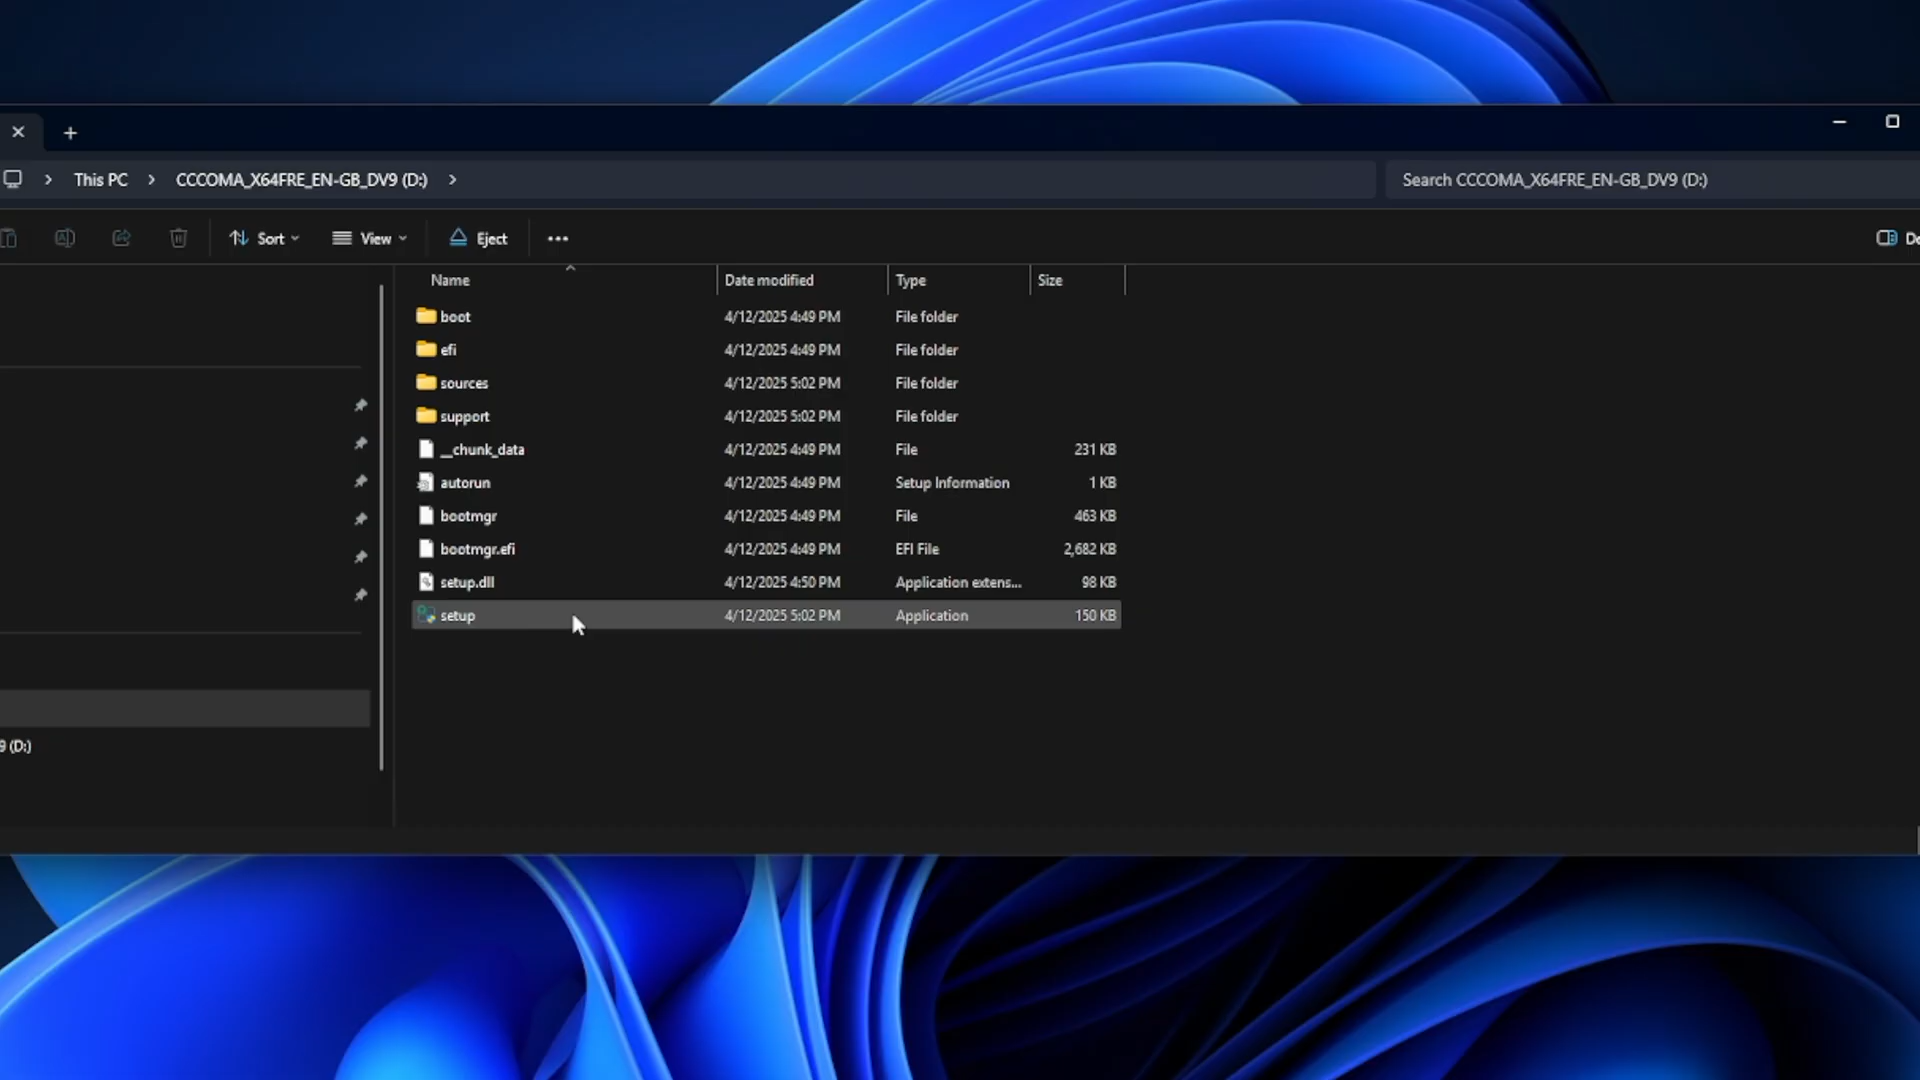 This PC > CCCOMA_X64FRE_EN-GB_DV9 (D:) >
Search CCCOMA_X64FRE_EN-GB_DV9 (D:)
Sort View Eject
Name Date modified Type Size
boot 4/12/2025 4:49 PM File folder
efi 4/12/2025 4:49 PM File folder
sources 4/12/2025 5:02 PM File folder
support 4/12/2025 5:02 PM File folder
__chunk_data 4/12/2025 4:49 PM File 231 KB
autorun 4/12/2025 4:49 PM Setup Information 1 KB
bootmgr 4/12/2025 4:49 PM File 463 KB
bootmgr.efi 4/12/2025 4:49 PM EFI File 2,682 KB
setup.dll 4/12/2025 4:50 PM Application extens... 98 KB
setup 4/12/2025 5:02 PM Application 150 KB
9 (D:)